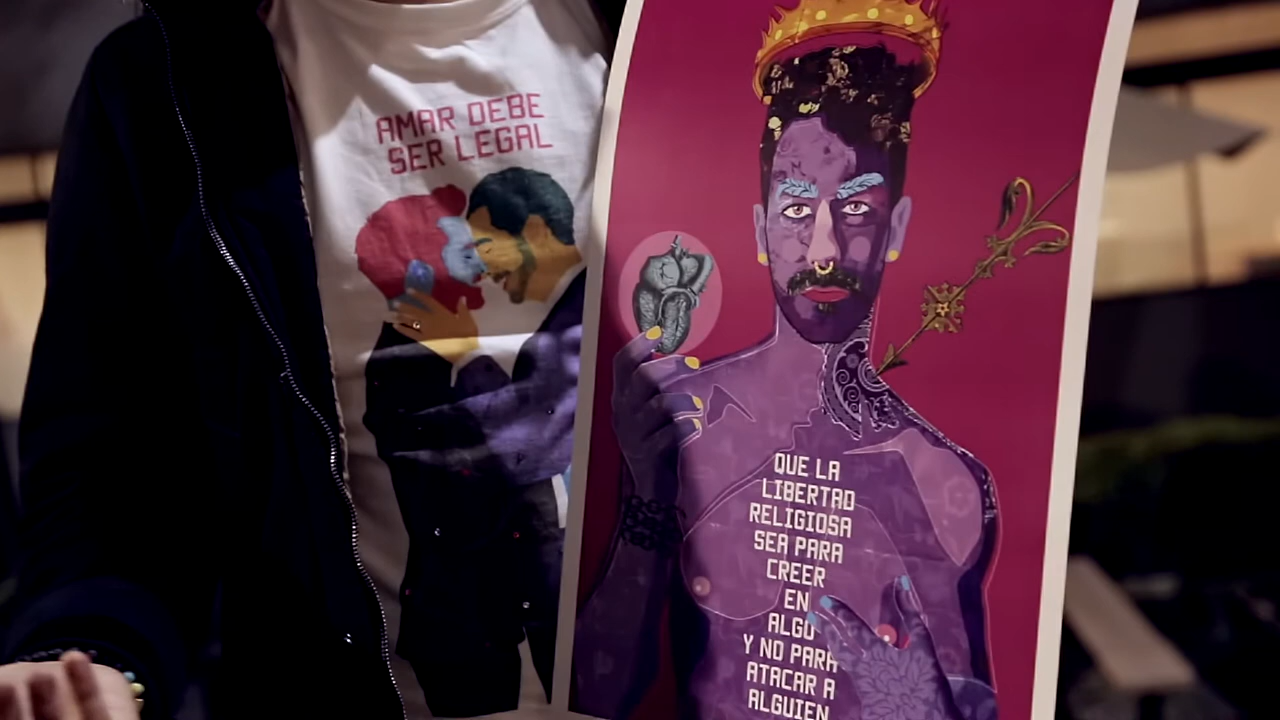 AMAR DEBE
SER LEGAL
QUE LA
LIBERTAD
RELIGIOSA
SEA PARA
CREER
EN
ALGO
Y NO PARA
ATACAR A
ALGUIEN